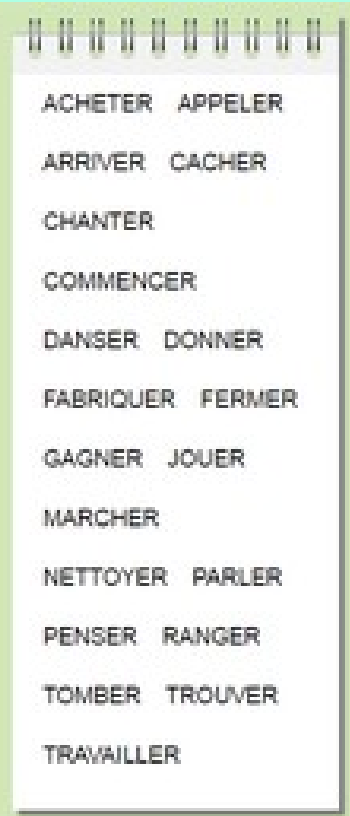 ACHETER APPELER
ARRIVER CACHER
CHANTER
COMMENCER
DANSER DONNER
FABRIQUER FERMER
GAGNER JOUER
MARCHER
NETTOYER PARLER
PENSER RANGER
TOMBER TROUVER
TRAVAILLER